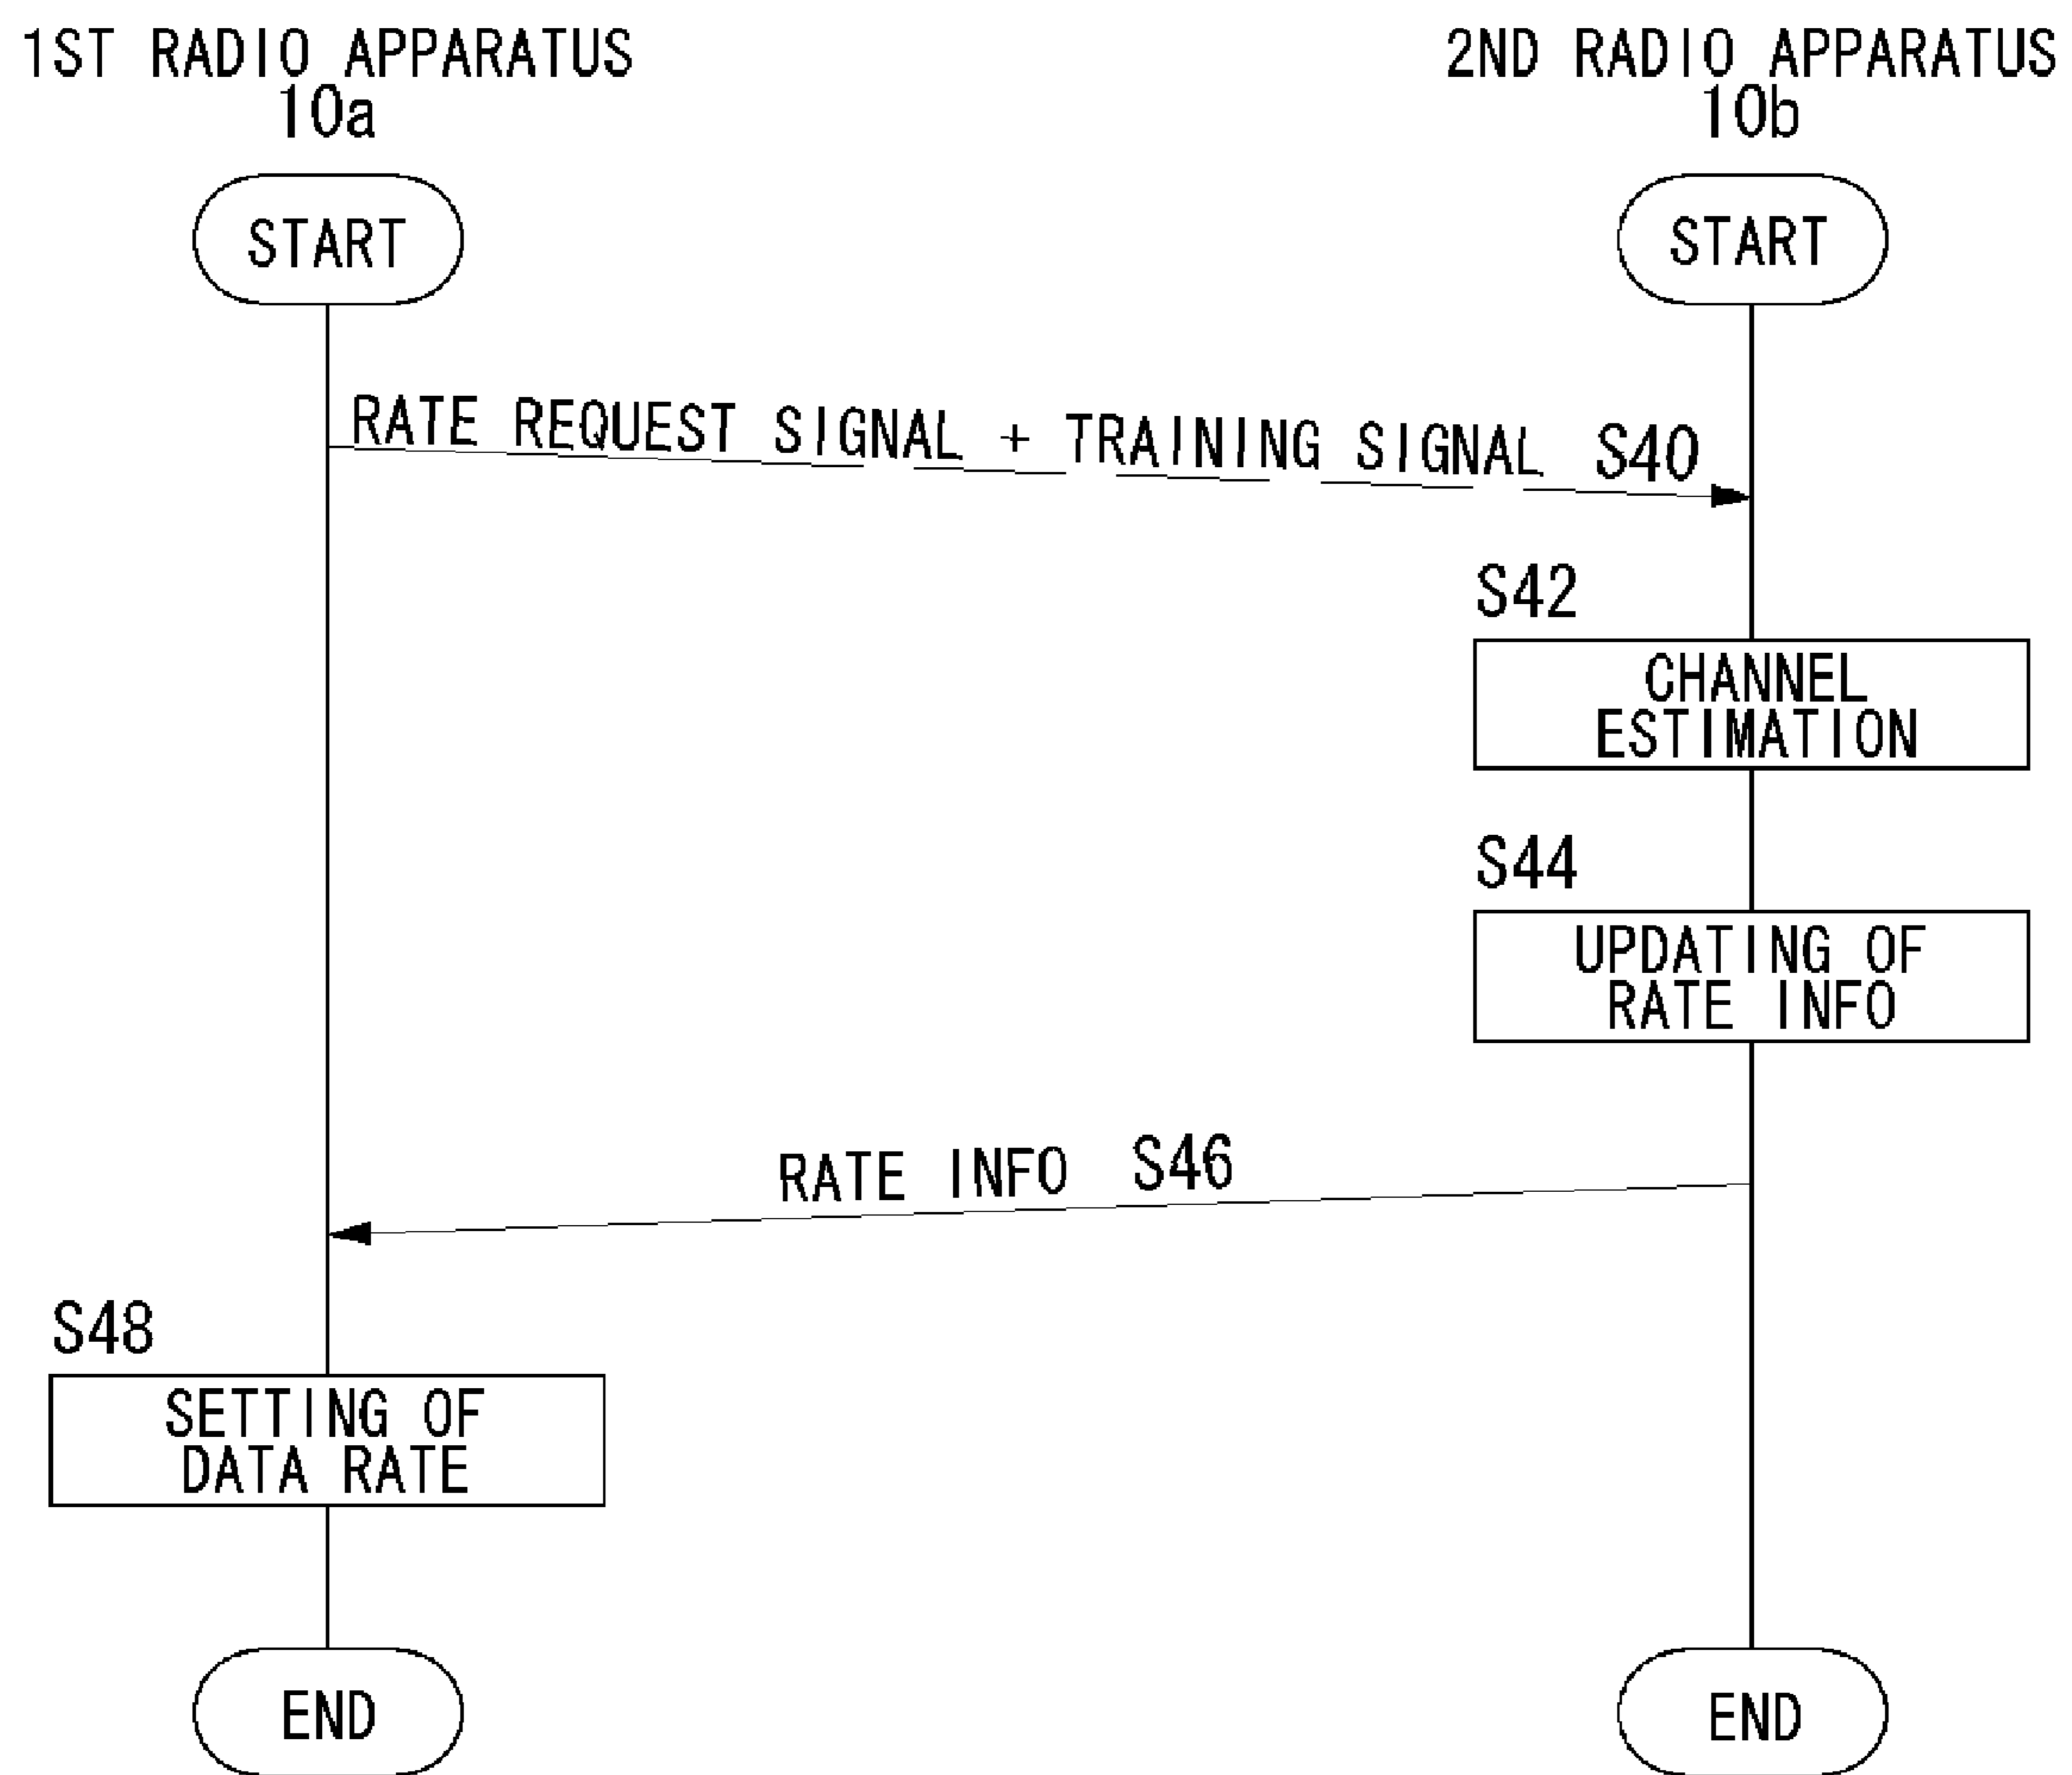 1ST RADIO APPARATUS
10a
2ND RADIO APPARATUS
10b
START
START
RATE REQUEST SIGNAL + TRAINING SIGNAL S40
S42
CHANNEL
ESTIMATION
S44
UPDATING OF
RATE INFO
RATE INFO S46
S48
SETTING OF
DATA RATE
END
END